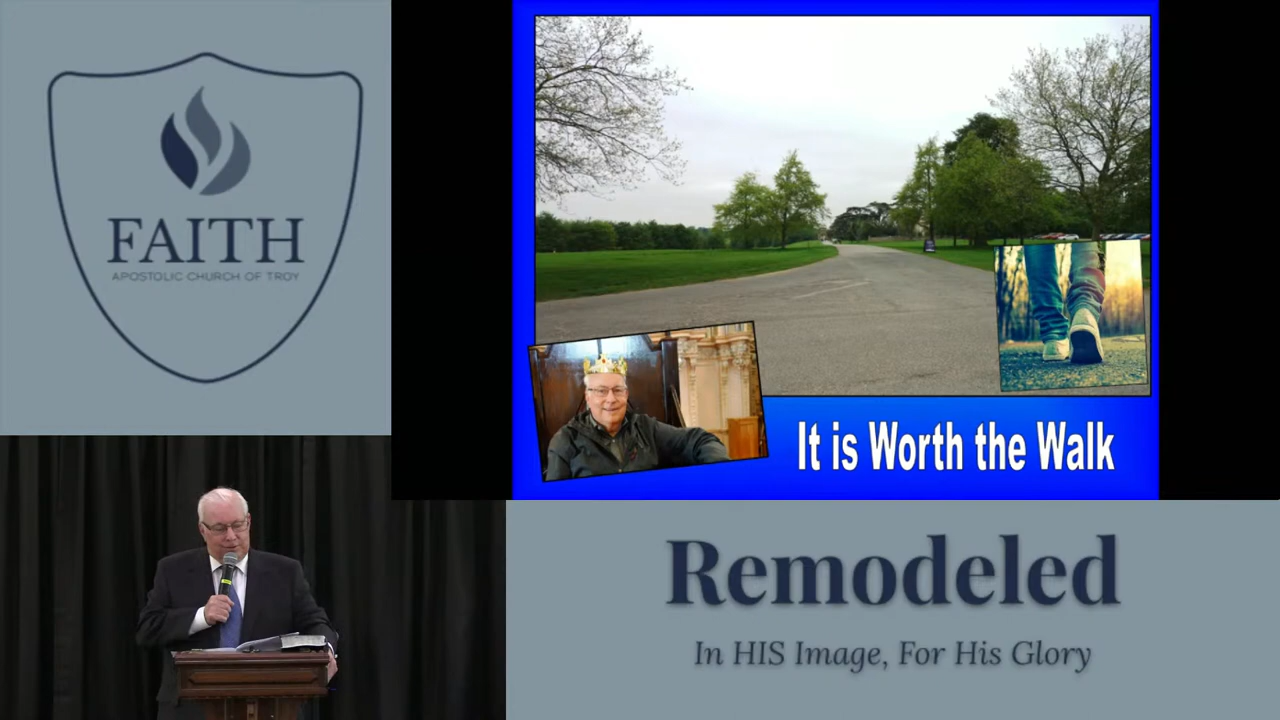 FAITH
APOSTOLIC CHURCH OF TROY
It is Worth the Walk
Remodeled
In HIS Image, For His Glory